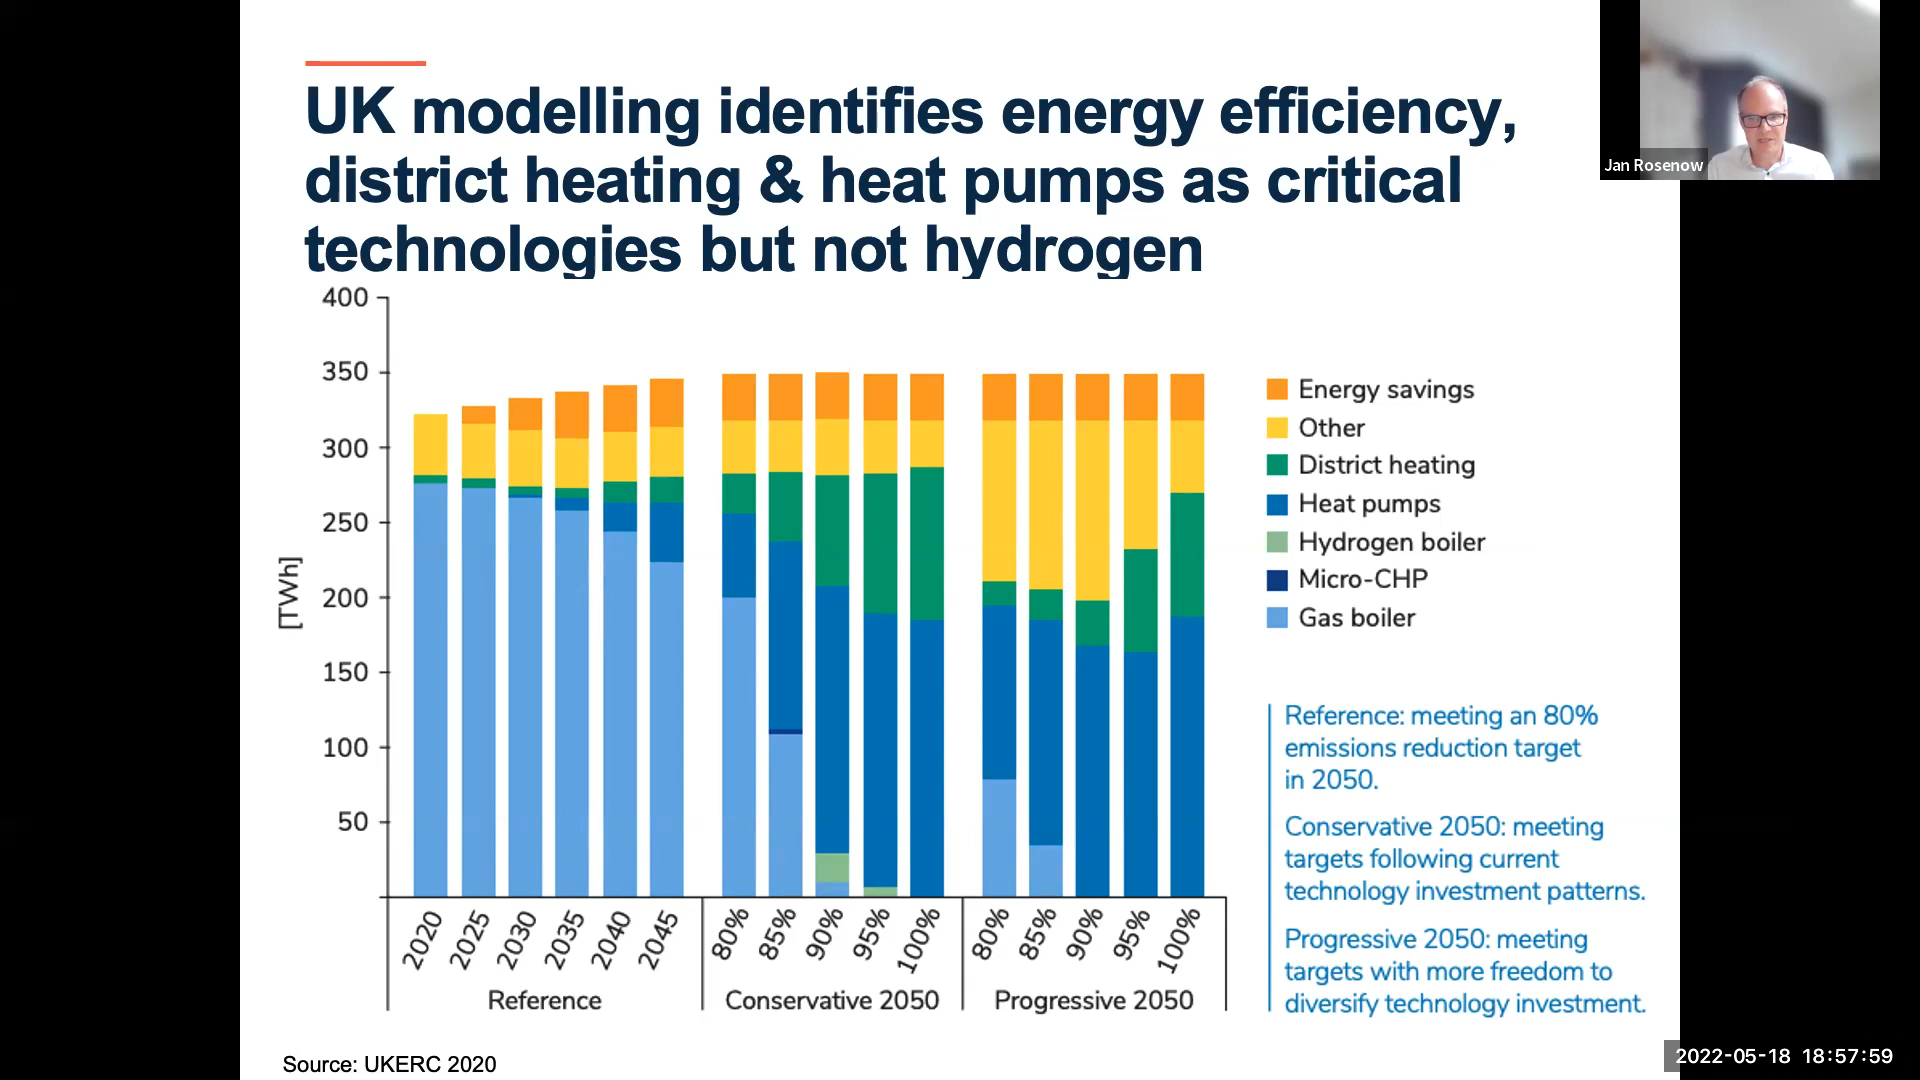 UK modelling identifies energy efficiency,
district heating & heat pumps as critical
technologies but not hydrogen
Jan Rosenow
400
350
300
250
200
150
100
50
[TWh]
2020
2025
2030
2035
2040
2045
80%
85%
90%
95%
100%
80%
85%
90%
95%
100%
Reference
Conservative 2050
Progressive 2050
Energy savings
Other
District heating
Heat pumps
Hydrogen boiler
Micro-CHP
Gas boiler
Reference: meeting an 80%
emissions reduction target
in 2050.
Conservative 2050: meeting
targets following current
technology investment patterns.
Progressive 2050: meeting
targets with more freedom to
diversify technology investment.
Source: UKERC 2020
2022-05-18 18:57:59